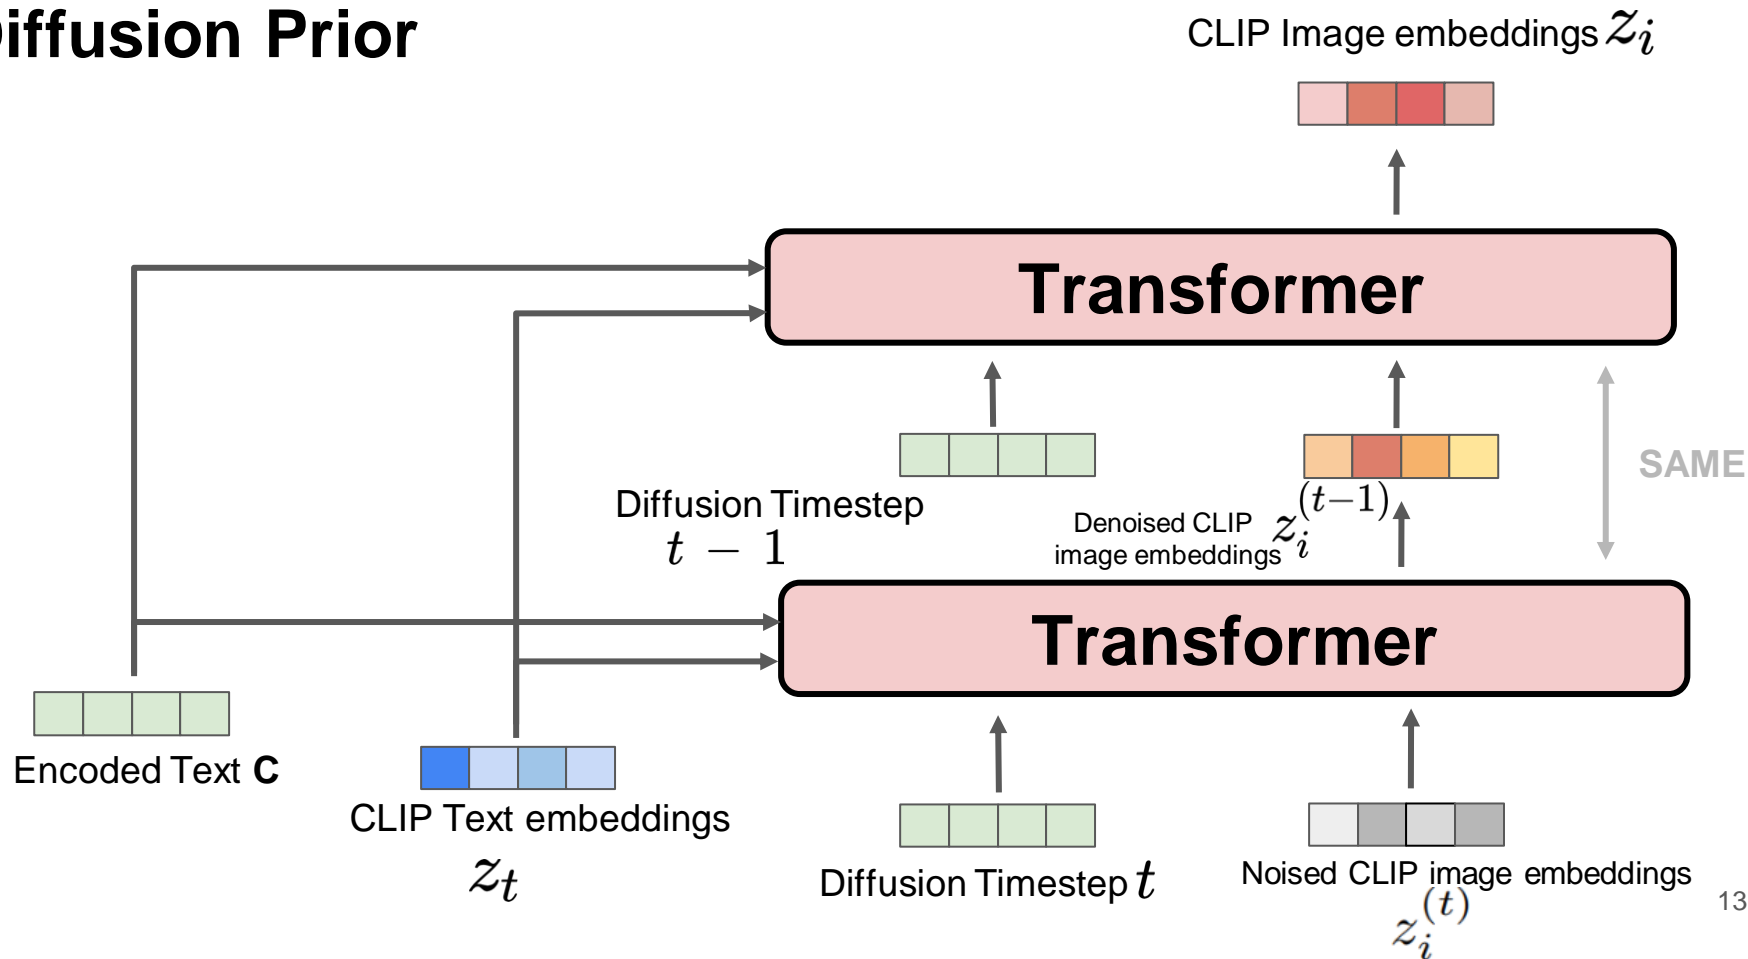 iffusion Prior
CLIP Image embeddings z_i
Transformer
SAME
Diffusion Timestep
t − 1
Denoised CLIP
image embeddings z_i^{(t−1)}
Transformer
Encoded Text C
CLIP Text embeddings
z_t
Diffusion Timestep t
Noised CLIP image embeddings
z_i^{(t)}
13